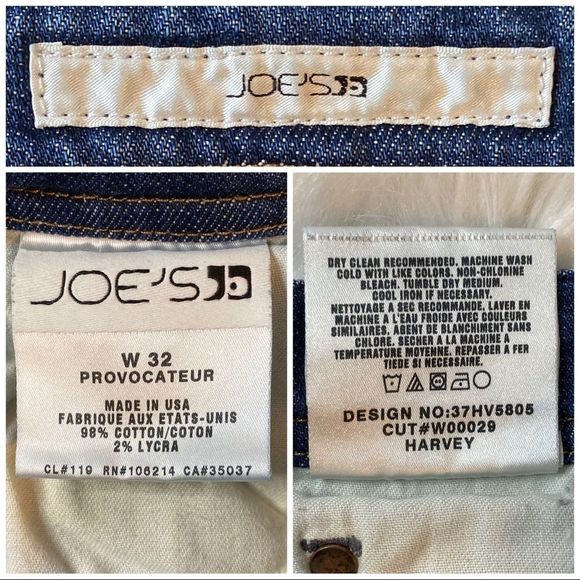 JOE'S
JOE'S
W 32
PROVOCATEUR
MADE IN USA
FABRIQUE AUX ETATS-UNIS
98% COTTON/COTON
2% LYCRA
CL#119 RN#106214 CA#35037
DRY CLEAN RECOMMENDED. MACHINE WASH
COLD WITH LIKE COLORS. NON-CHLORINE
BLEACH. TUMBLE DRY MEDIUM.
COOL IRON IF NECESSARY.
NETTOYAGE A SEC RECOMMANDE. LAVER EN
MACHINE A L'EAU FROIDE AVEC COULEURS
SIMILAIRES. AGENT DE BLANCHIMENT SANS
CHLORE. SECHER A LA MACHINE A
TEMPERATURE MOYENNE. REPASSER A FER
TIEDE SI NECESSAIRE.
DESIGN NO:37HV5805
CUT#W00029
HARVEY